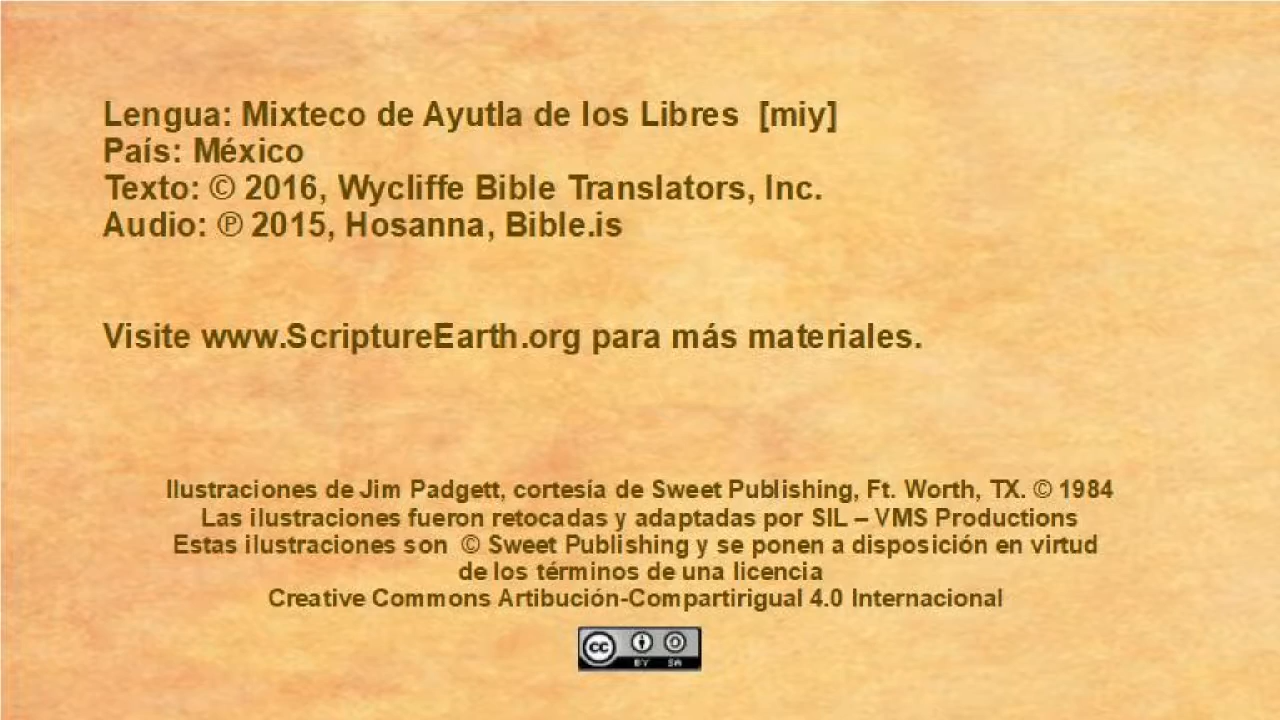 Lengua: Mixteco de Ayutla de los Libres [miy]
País: México
Texto: © 2016, Wycliffe Bible Translators, Inc.
Audio: ℗ 2015, Hosanna, Bible.is
Visite www.ScriptureEarth.org para más materiales.
Ilustraciones de Jim Padgett, cortesía de Sweet Publishing, Ft. Worth, TX. © 1984
Las ilustraciones fueron retocadas y adaptadas por SIL – VMS Productions
Estas ilustraciones son © Sweet Publishing y se ponen a disposición en virtud
de los términos de una licencia
Creative Commons Artibución-Compartirigual 4.0 Internacional
cc BY SA